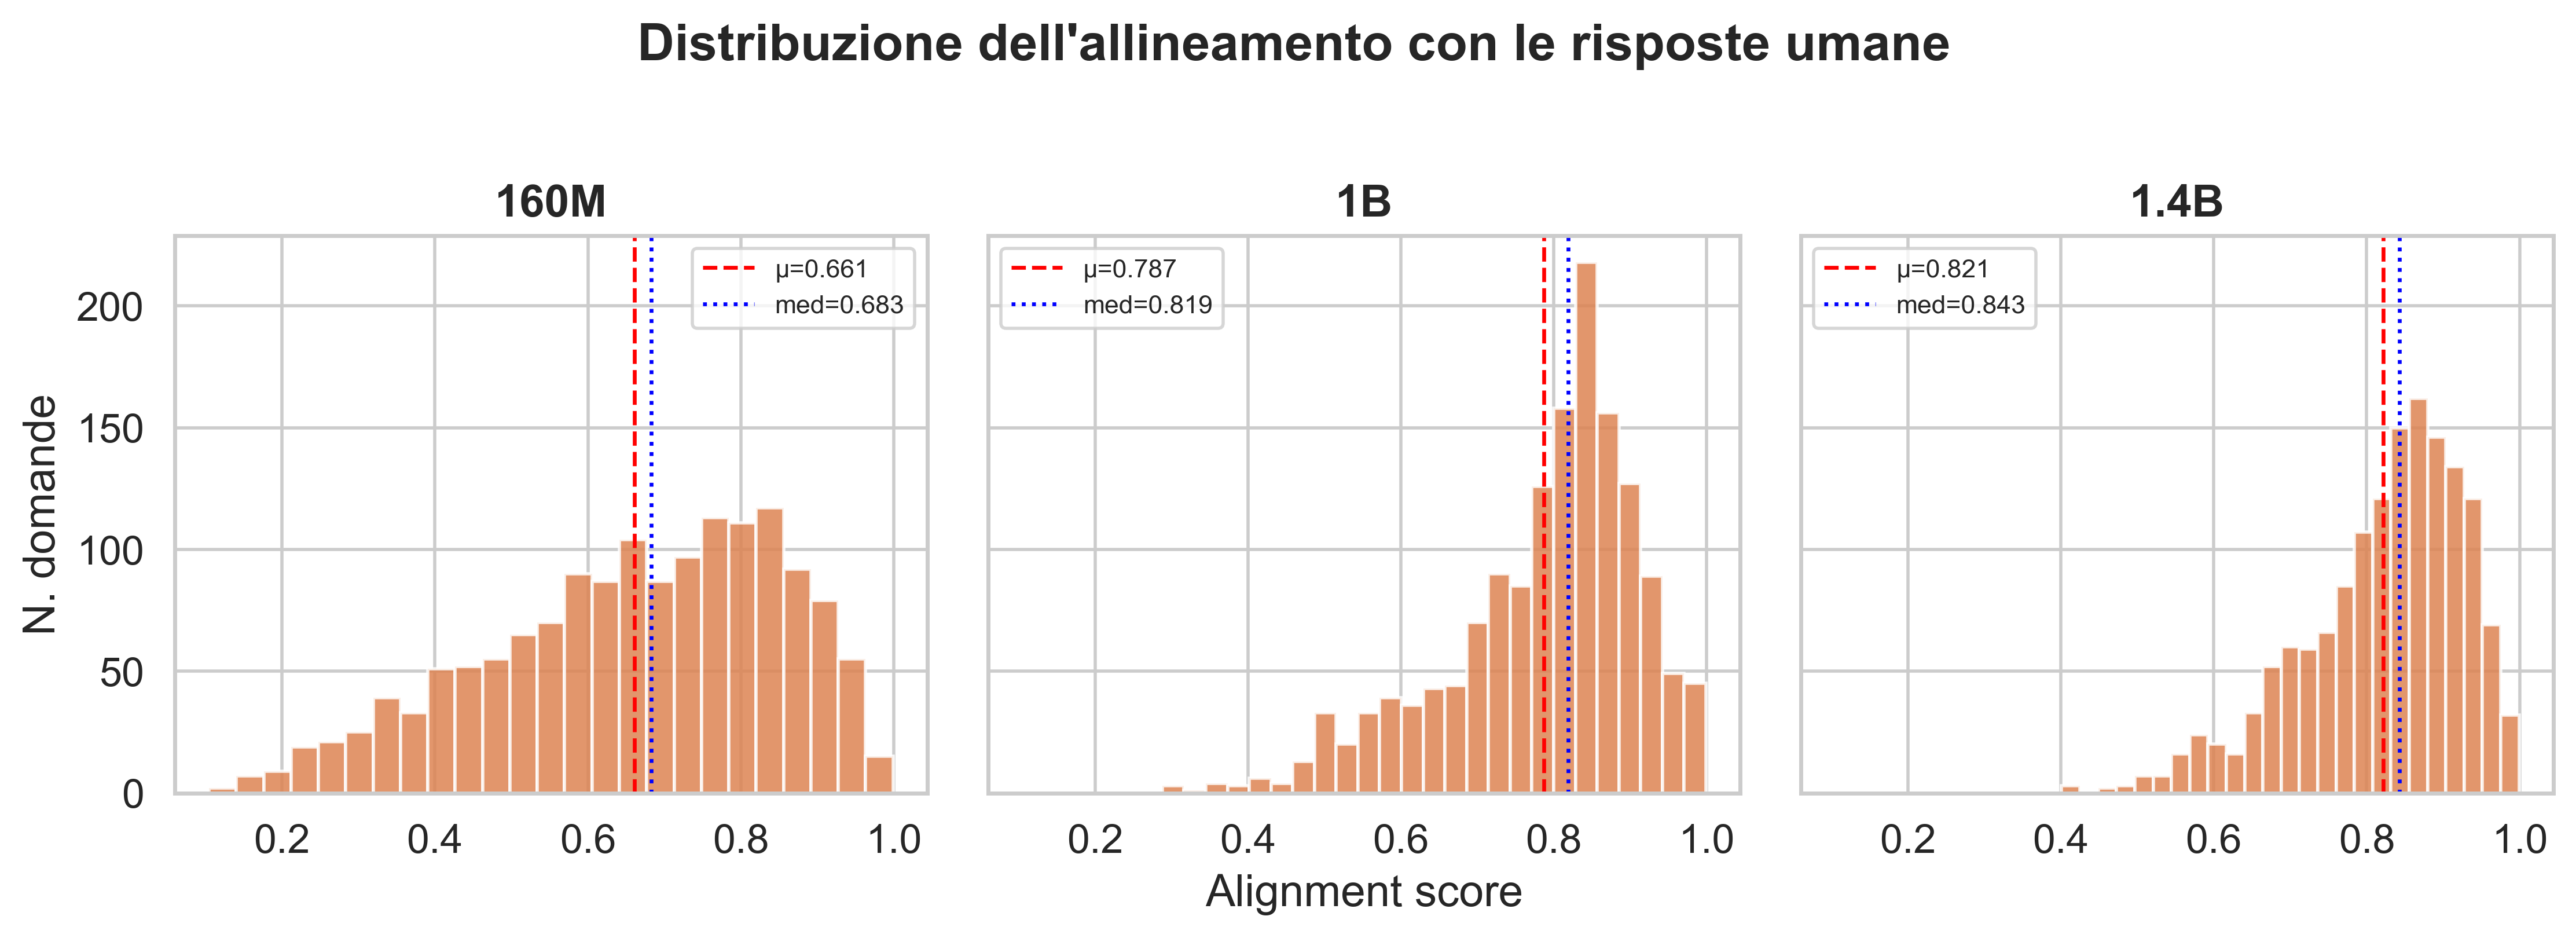 Distribuzione dell'allineamento con le risposte umane
160M
1B
1.4B
μ=0.661
med=0.683
μ=0.787
med=0.819
μ=0.821
med=0.843
N. domande
200
150
100
50
0
0.2 0.4 0.6 0.8 1.0
0.2 0.4 0.6 0.8 1.0
0.2 0.4 0.6 0.8 1.0
Alignment score